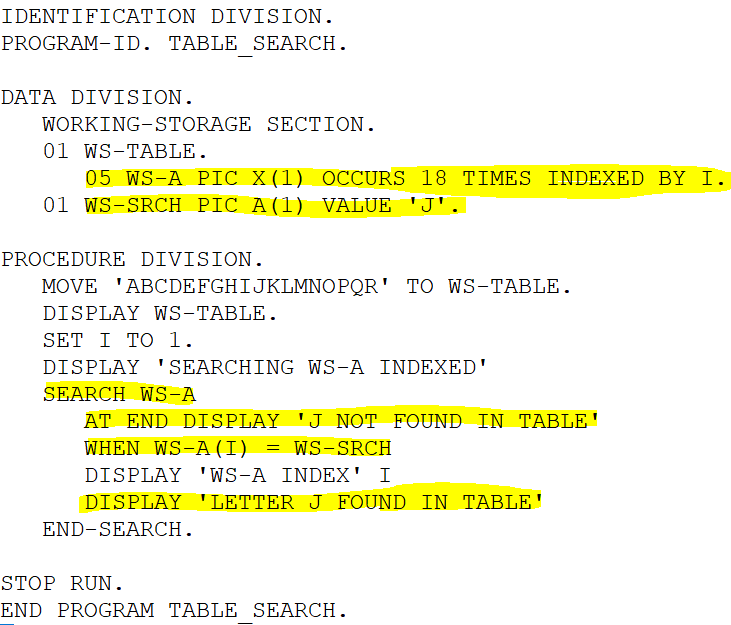 IDENTIFICATION DIVISION.
PROGRAM-ID. TABLE_SEARCH.
DATA DIVISION.
WORKING-STORAGE SECTION.
01 WS-TABLE.
05 WS-A PIC X(1) OCCURS 18 TIMES INDEXED BY I.
01 WS-SRCH PIC A(1) VALUE 'J'.
PROCEDURE DIVISION.
MOVE 'ABCDEFGHIJKLMNOPQR' TO WS-TABLE.
DISPLAY WS-TABLE.
SET I TO 1.
DISPLAY 'SEARCHING WS-A INDEXED'
SEARCH WS-A
AT END DISPLAY 'J NOT FOUND IN TABLE'
WHEN WS-A(I) = WS-SRCH
DISPLAY 'WS-A INDEX' I
DISPLAY 'LETTER J FOUND IN TABLE'
END-SEARCH.
STOP RUN.
END PROGRAM TABLE_SEARCH.